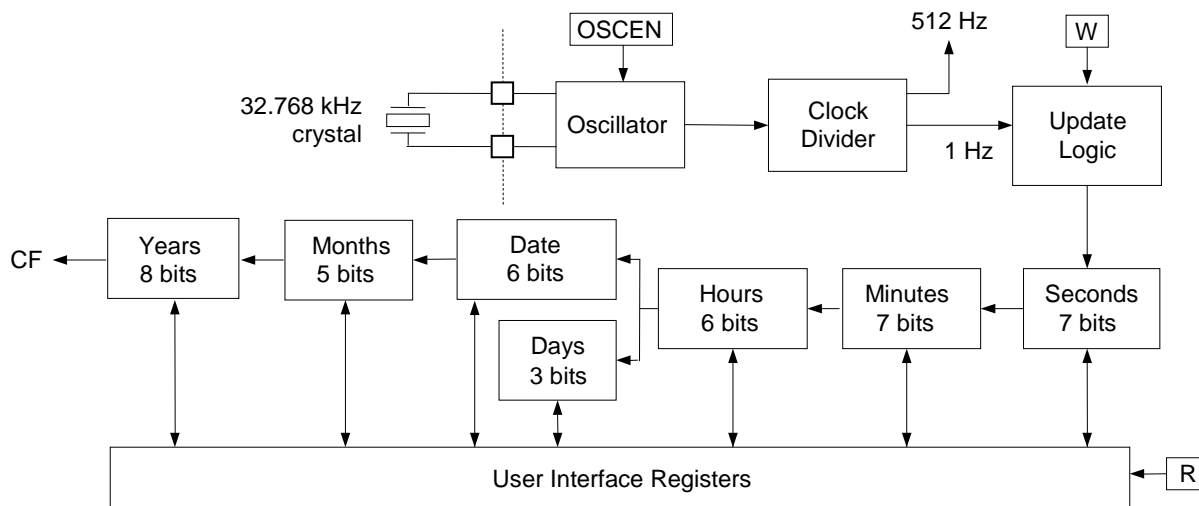 OSCEN
512 Hz
W
32.768 kHz
crystal
Oscillator
Clock
Divider
1 Hz
Update
Logic
CF
Years
8 bits
Months
5 bits
Date
6 bits
Days
3 bits
Hours
6 bits
Minutes
7 bits
Seconds
7 bits
User Interface Registers
R